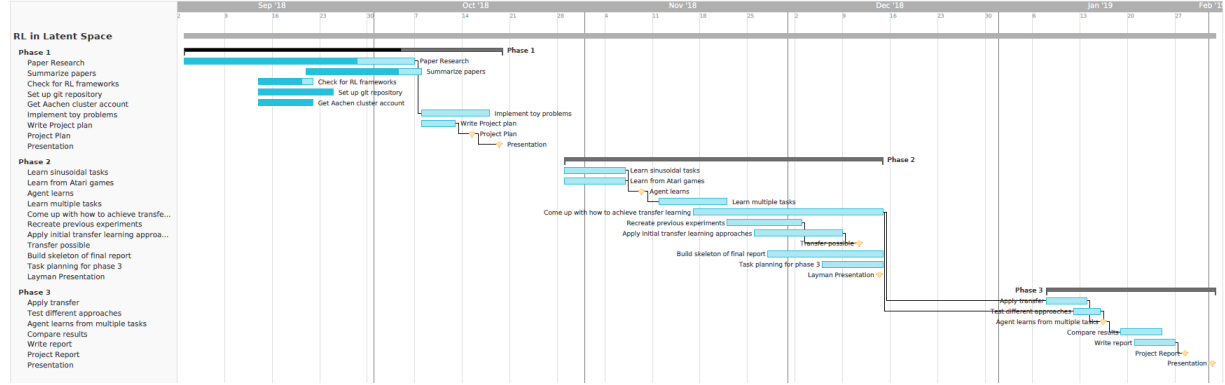 Sep '18 Oct '18 Nov '18 Dec '18 Jan '19 Feb '19
2 9 16 23 30 7 14 21 28 4 11 18 25 2 9 16 23 30 6 13 20 27 3
RL in Latent Space
Phase 1 Phase 1
Paper Research Paper Research
Summarize papers Summarize papers
Check for RL frameworks Check for RL frameworks
Set up git repository Set up git repository
Get Aachen cluster account Get Aachen cluster account
Implement toy problems Implement toy problems
Write Project plan Write Project plan
Project Plan Project Plan
Presentation Presentation
Phase 2 Phase 2
Learn sinusoidal tasks Learn sinusoidal tasks
Learn from Atari games Learn from Atari games
Agent learns Agent learns
Learn multiple tasks Learn multiple tasks
Come up with how to achieve transfe... Come up with how to achieve transfer learning
Recreate previous experiments Recreate previous experiments
Apply initial transfer learning approa... Apply initial transfer learning approaches
Transfer possible Transfer possible
Build skeleton of final report Build skeleton of final report
Task planning for phase 3 Task planning for phase 3
Layman Presentation Layman Presentation
Phase 3 Phase 3
Apply transfer Apply transfer
Test different approaches Test different approaches
Agent learns from multiple tasks Agent learns from multiple tasks
Compare results Compare results
Write report Write report
Project Report Project Report
Presentation Presentation